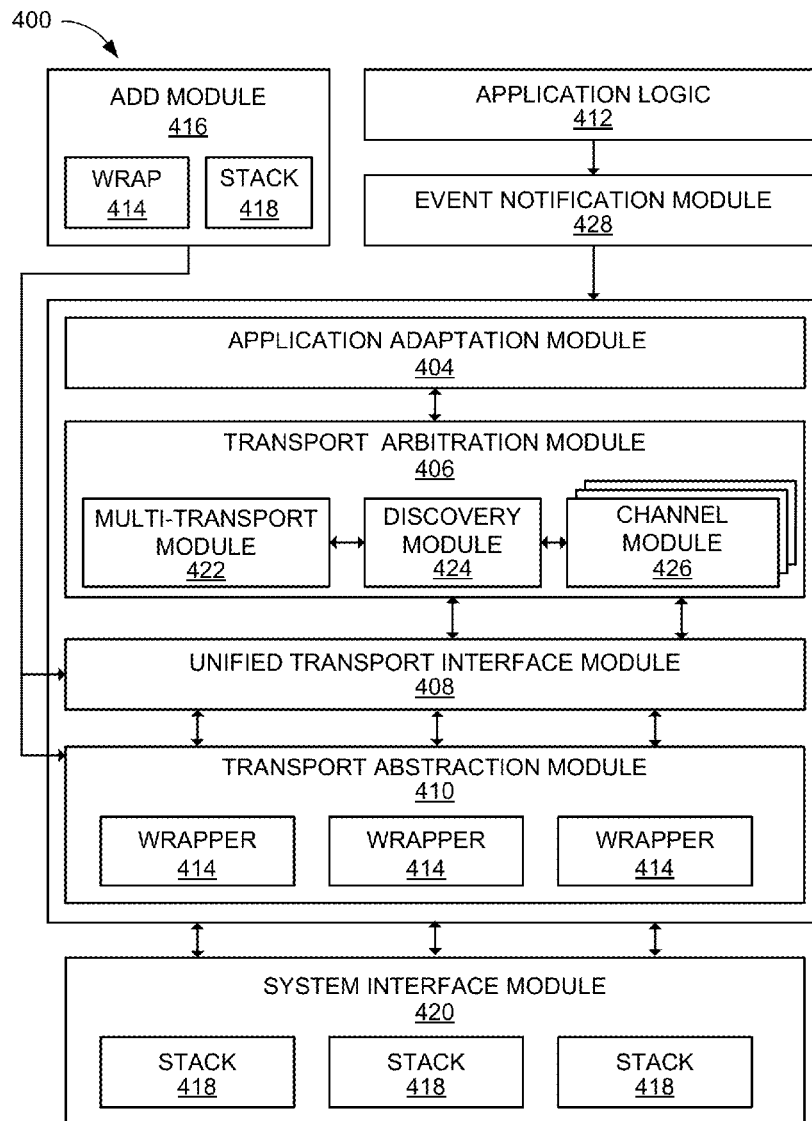 400
ADD MODULE
416
WRAP
414
STACK
418
APPLICATION LOGIC
412
EVENT NOTIFICATION MODULE
428
APPLICATION ADAPTATION MODULE
404
TRANSPORT ARBITRATION MODULE
406
MULTI-TRANSPORT
MODULE
422
DISCOVERY
MODULE
424
CHANNEL
MODULE
426
UNIFIED TRANSPORT INTERFACE MODULE
408
TRANSPORT ABSTRACTION MODULE
410
WRAPPER
414
WRAPPER
414
WRAPPER
414
SYSTEM INTERFACE MODULE
420
STACK
418
STACK
418
STACK
418